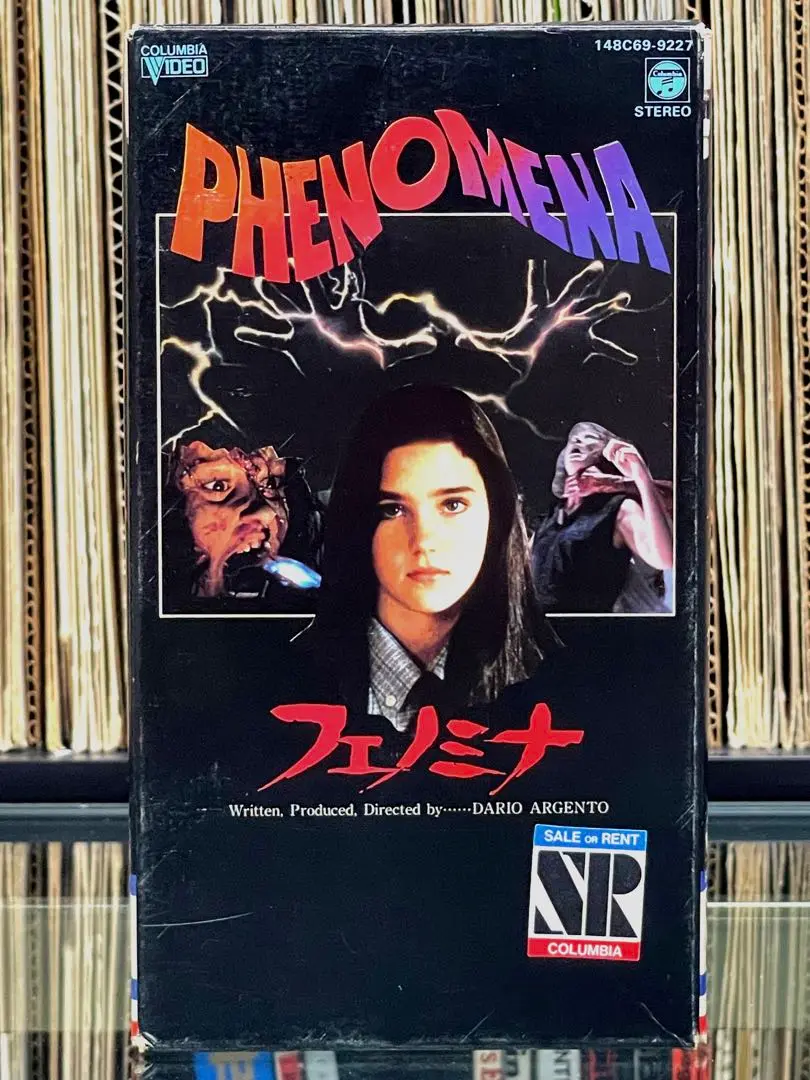 COLUMBIA
VIDEO
148C69-9227
Columbia
STEREO
PHENOMENA
フェノミナ
Written, Produced, Directed by……DARIO ARGENTO
SALE OR RENT
SR
COLUMBIA